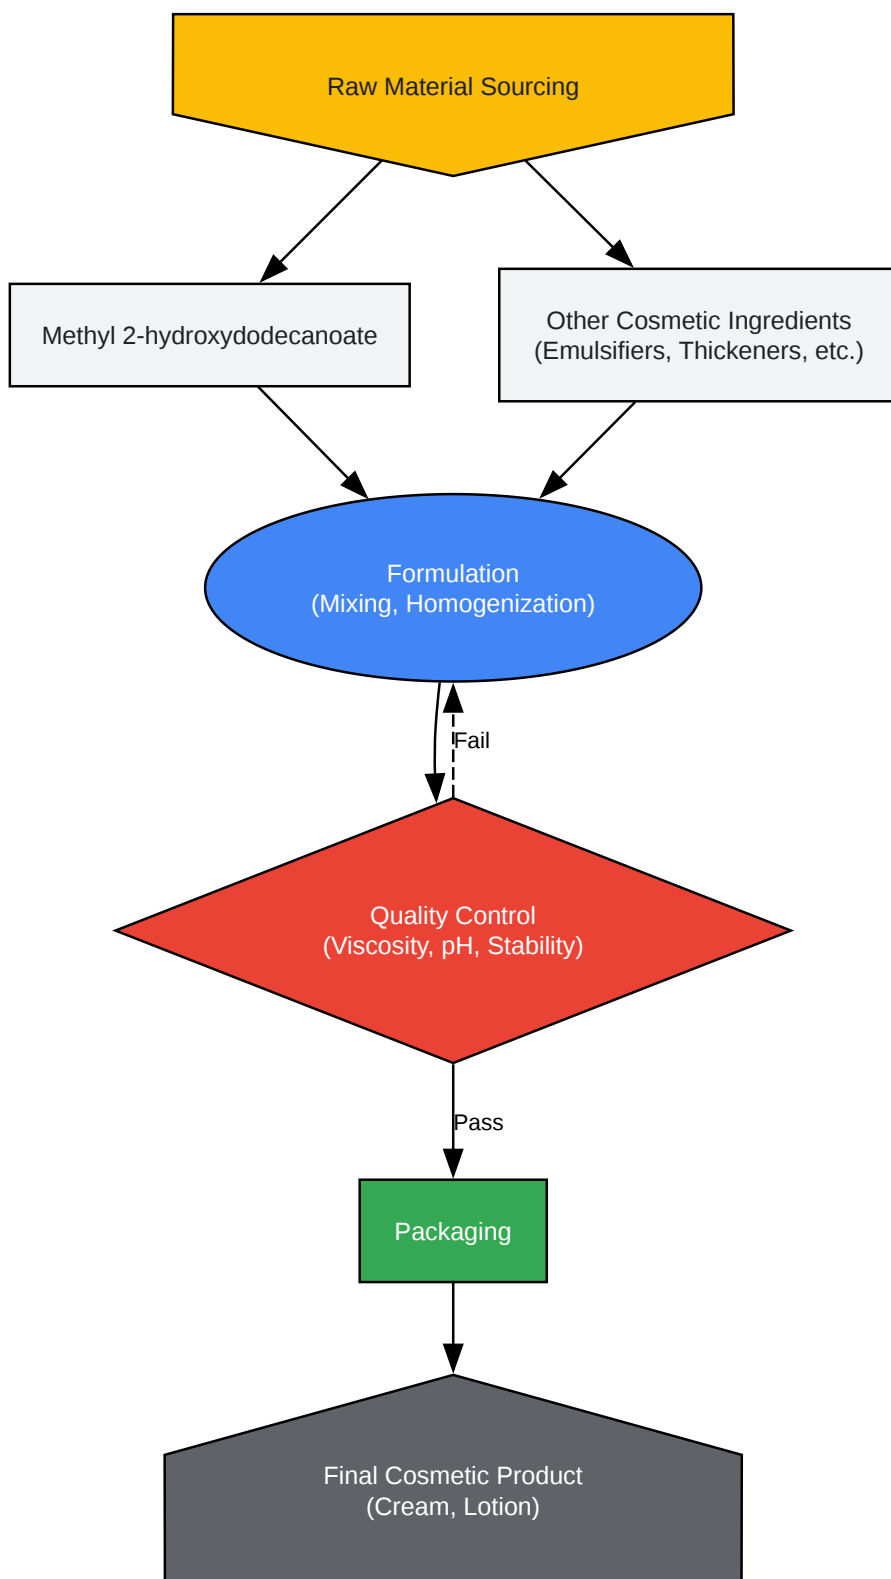 Raw Material Sourcing
Methyl 2-hydroxydodecanoate
Other Cosmetic Ingredients
(Emulsifiers, Thickeners, etc.)
Formulation
(Mixing, Homogenization)
Fail
Quality Control
(Viscosity, pH, Stability)
Pass
Packaging
Final Cosmetic Product
(Cream, Lotion)